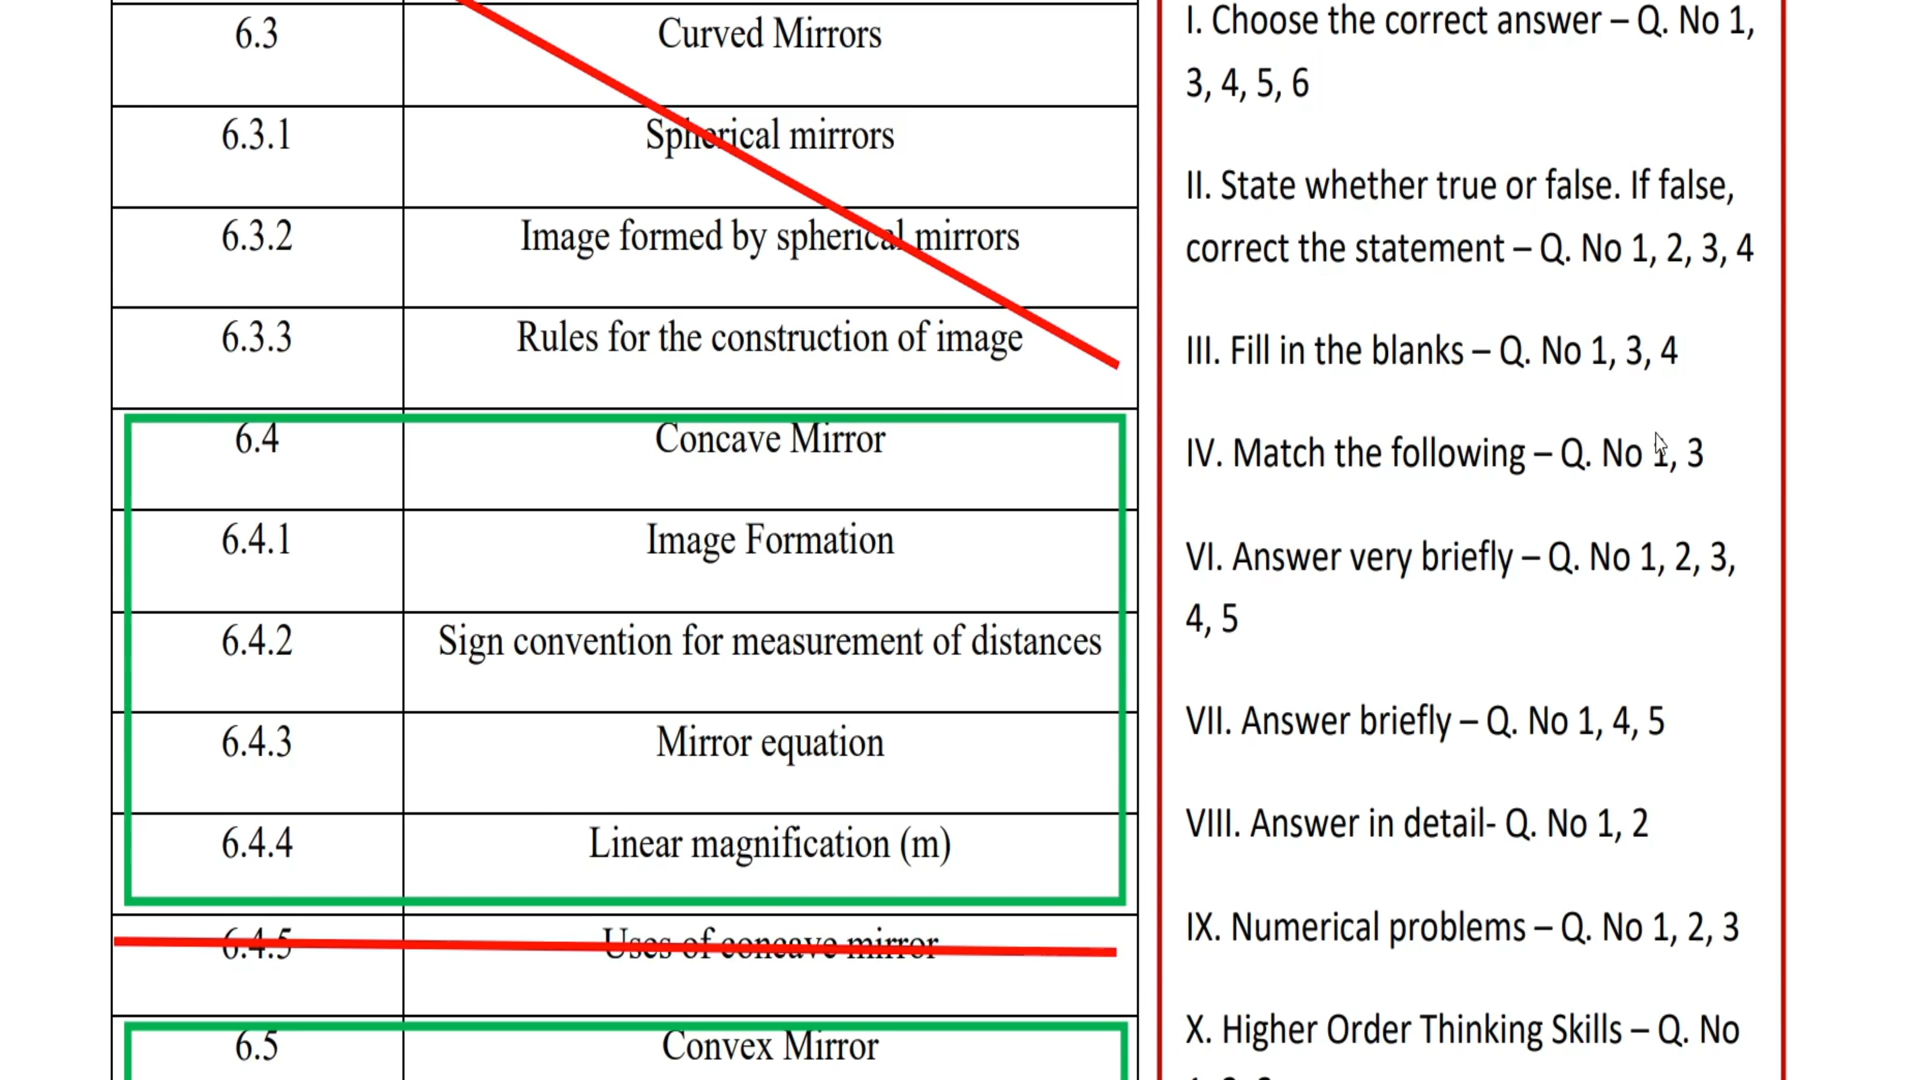 6.3 Curved Mirrors
6.3.1 Spherical mirrors
6.3.2 Image formed by spherical mirrors
6.3.3 Rules for the construction of image
6.4 Concave Mirror
6.4.1 Image Formation
6.4.2 Sign convention for measurement of distances
6.4.3 Mirror equation
6.4.4 Linear magnification (m)
6.4.5 Uses of concave mirror
6.5 Convex Mirror
I. Choose the correct answer – Q. No 1,
3, 4, 5, 6
II. State whether true or false. If false,
correct the statement – Q. No 1, 2, 3, 4
III. Fill in the blanks – Q. No 1, 3, 4
IV. Match the following – Q. No 1, 3
VI. Answer very briefly – Q. No 1, 2, 3,
4, 5
VII. Answer briefly – Q. No 1, 4, 5
VIII. Answer in detail- Q. No 1, 2
IX. Numerical problems – Q. No 1, 2, 3
X. Higher Order Thinking Skills – Q. No